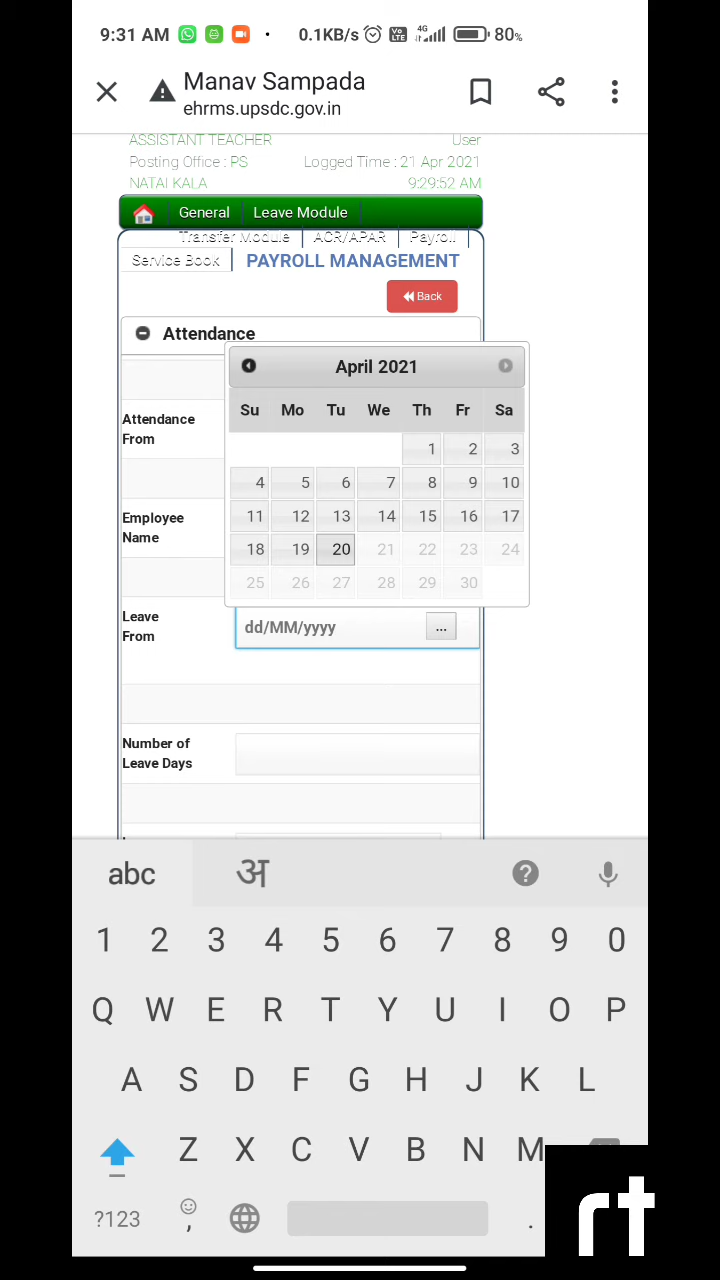 9:31 AM 0.1KB/s Vo LTE 4G 80%
Manav Sampada
ehrms.upsdc.gov.in
ASSISTANT TEACHER User
Posting Office : PS Logged Time : 21 Apr 2021
NATAI KALA 9:29:52 AM
General Leave Module
Transfer Module ACR/APAR Payroll
Service Book PAYROLL MANAGEMENT
Back
Attendance
April 2021
Su Mo Tu We Th Fr Sa
1 2 3
4 5 6 7 8 9 10
11 12 13 14 15 16 17
18 19 20 21 22 23 24
25 26 27 28 29 30
Attendance
From
Employee
Name
Leave
From
dd/MM/yyyy ...
Number of
Leave Days
abc अ ?
1 2 3 4 5 6 7 8 9 0
Q W E R T Y U I O P
A S D F G H J K L
Z X C V B N M
?123 , .
rt